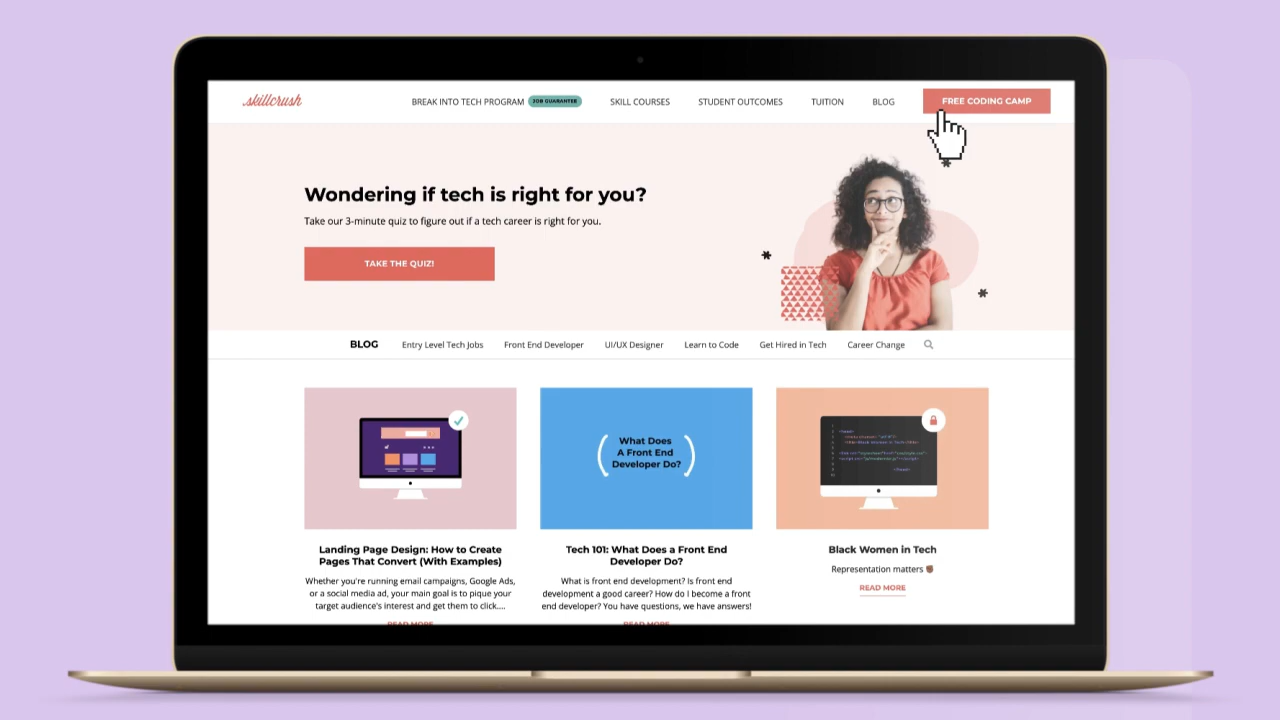 .skillcrush
BREAK INTO TECH PROGRAM JOB GUARANTEE SKILL COURSES STUDENT OUTCOMES TUITION BLOG FREE CODING CAMP
Wondering if tech is right for you?
Take our 3-minute quiz to figure out if a tech career is right for you.
TAKE THE QUIZ!
BLOG Entry Level Tech Jobs Front End Developer UI/UX Designer Learn to Code Get Hired in Tech Career Change
What Does
A Front End
Developer Do?
Landing Page Design: How to Create
Pages That Convert (With Examples)
Whether you're running email campaigns, Google Ads,
or a social media ad, your main goal is to pique your
target audience's interest and get them to click....
READ MORE
Tech 101: What Does a Front End
Developer Do?
What is front end development? Is front end
development a good career? How do I become a front
end developer? You have questions, we have answers!
READ MORE
Black Women in Tech
Representation matters
READ MORE